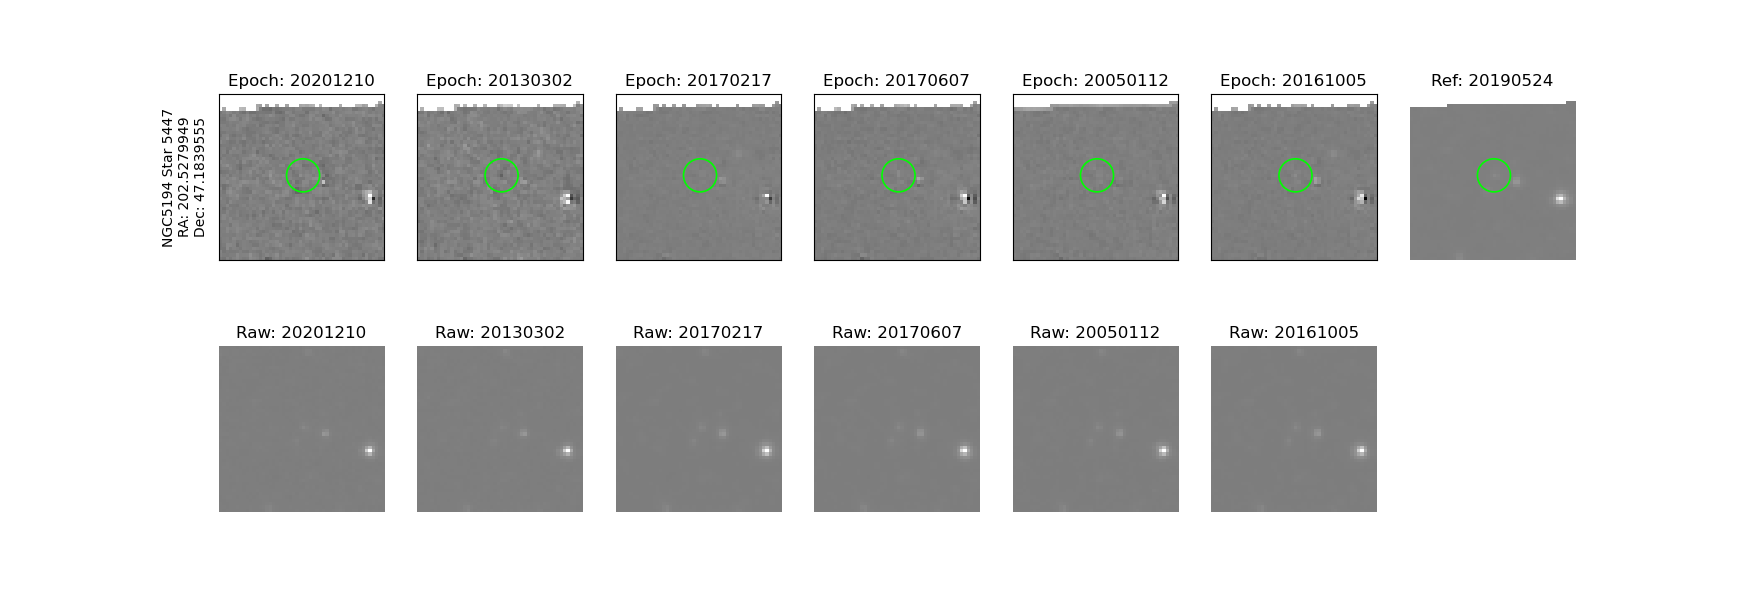 Epoch: 20201210
Epoch: 20130302
Epoch: 20170217
Epoch: 20170607
Epoch: 20050112
Epoch: 20161005
Ref: 20190524
NGC5194 Star 5447
RA: 202.5279949
Dec: 47.1839555
Raw: 20201210
Raw: 20130302
Raw: 20170217
Raw: 20170607
Raw: 20050112
Raw: 20161005